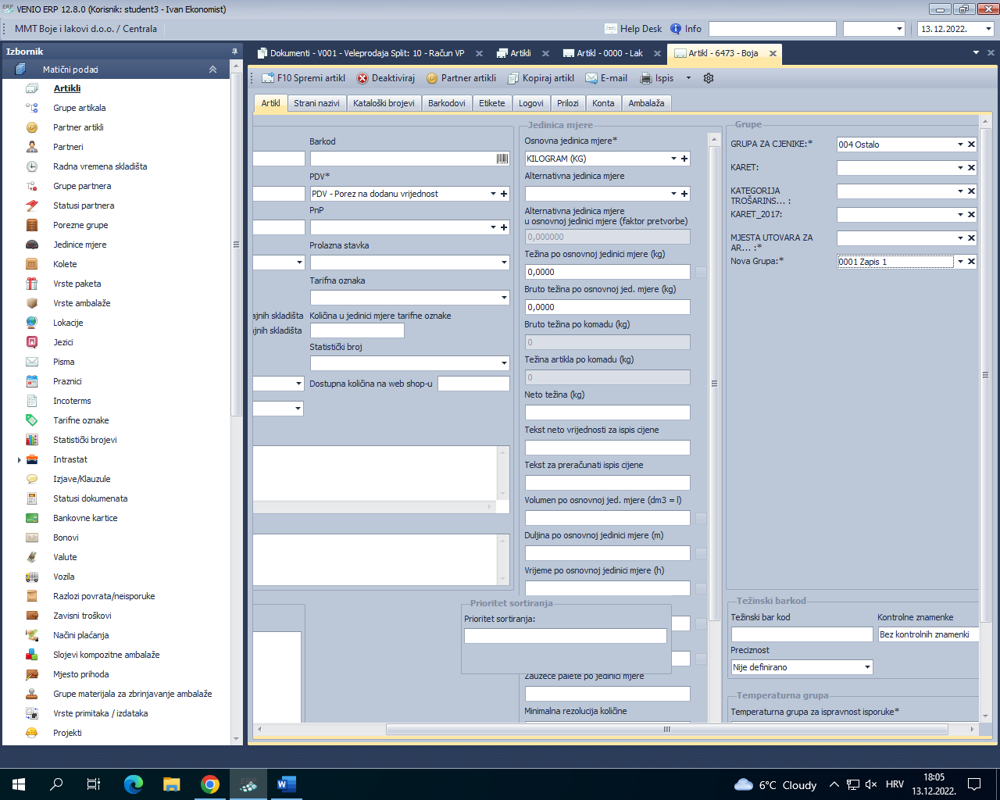 VENIO ERP 12.8.0 (Korisnik: student3 - Ivan Ekonomist)
MMT Boje i lakovi d.o.o. / Centrala
Help Desk
Info
13.12.2022.
Izbornik
Matični podaci
Artikli
Grupe artikala
Partner artikli
Partneri
Radna vremena skladišta
Grupe partnera
Statusi partnera
Porezne grupe
Jedinice mjere
Kolete
Vrste paketa
Vrste ambalaže
Lokacije
Jezici
Pisma
Praznici
Incoterms
Tarifne oznake
Statistički brojevi
Intrastat
Izjave/Klauzule
Statusi dokumenata
Bankovne kartice
Bonovi
Valute
Vozila
Razlozi povrata/neisporuke
Zavisni troškovi
Načini plaćanja
Slojevi kompozitne ambalaže
Mjesto prihoda
Grupe materijala za zbrinjavanje ambalaže
Vrste primitaka / izdataka
Projekti
Dokumenti - V001 - Veleprodaja Split: 10 - Račun VP
Artikli
Artikl - 0000 - Lak
Artikl - 6473 - Boja
F10 Spremi artikl
Deaktiviraj
Partner artikli
Kopiraj artikl
E-mail
Ispis
Artikl
Strani nazivi
Kataloški brojevi
Barkodovi
Etikete
Logovi
Prilozi
Konta
Ambalaža
Barkod
PDV*
PDV - Porez na dodanu vrijednost
PnP
Prolazna stavka
Tarifna oznaka
ajnih skladišta
Količina u jedinici mjere tarifne oznake
ajnih skladišta
Statistički broj
Dostupna količina na web shop-u
Prioritet sortiranja
Prioritet sortiranja:
Jedinica mjere
Osnovna jedinica mjere*
KILOGRAM (KG)
Alternativna jedinica mjere
Alternativna jedinica mjere
u osnovnoj jedinici mjere (faktor pretvorbe)
0,000000
Težina po osnovnoj jedinici mjere (kg)
0,0000
Bruto težina po osnovnoj jed. mjere (kg)
0,0000
Bruto težina po komadu (kg)
0
Težina artikla po komadu (kg)
0
Neto težina (kg)
Tekst neto vrijednosti za ispis cijene
Tekst za preračunati ispis cijene
Volumen po osnovnoj jed. mjere (dm3 = l)
Duljina po osnovnoj jedinici mjere (m)
Vrijeme po osnovnoj jedinici mjere (h)
Zauzeće palete po jedinici mjere
Minimalna rezolucija količine
Grupe
GRUPA ZA CJENIKE:*
004 Ostalo
KARET:
KATEGORIJA
TROŠARINS... :
KARET_2017:
MJESTA UTOVARA ZA
AR... :*
Nova Grupa:*
0001 Zapis 1
Težinski barkod
Težinski bar kod
Kontrolne znamenke
Bez kontrolnih znamenki
Preciznost
Nije definirano
Temperaturna grupa
Temperaturna grupa za ispravnost isporuke*
6°C Cloudy
HRV
18:05
13.12.2022.